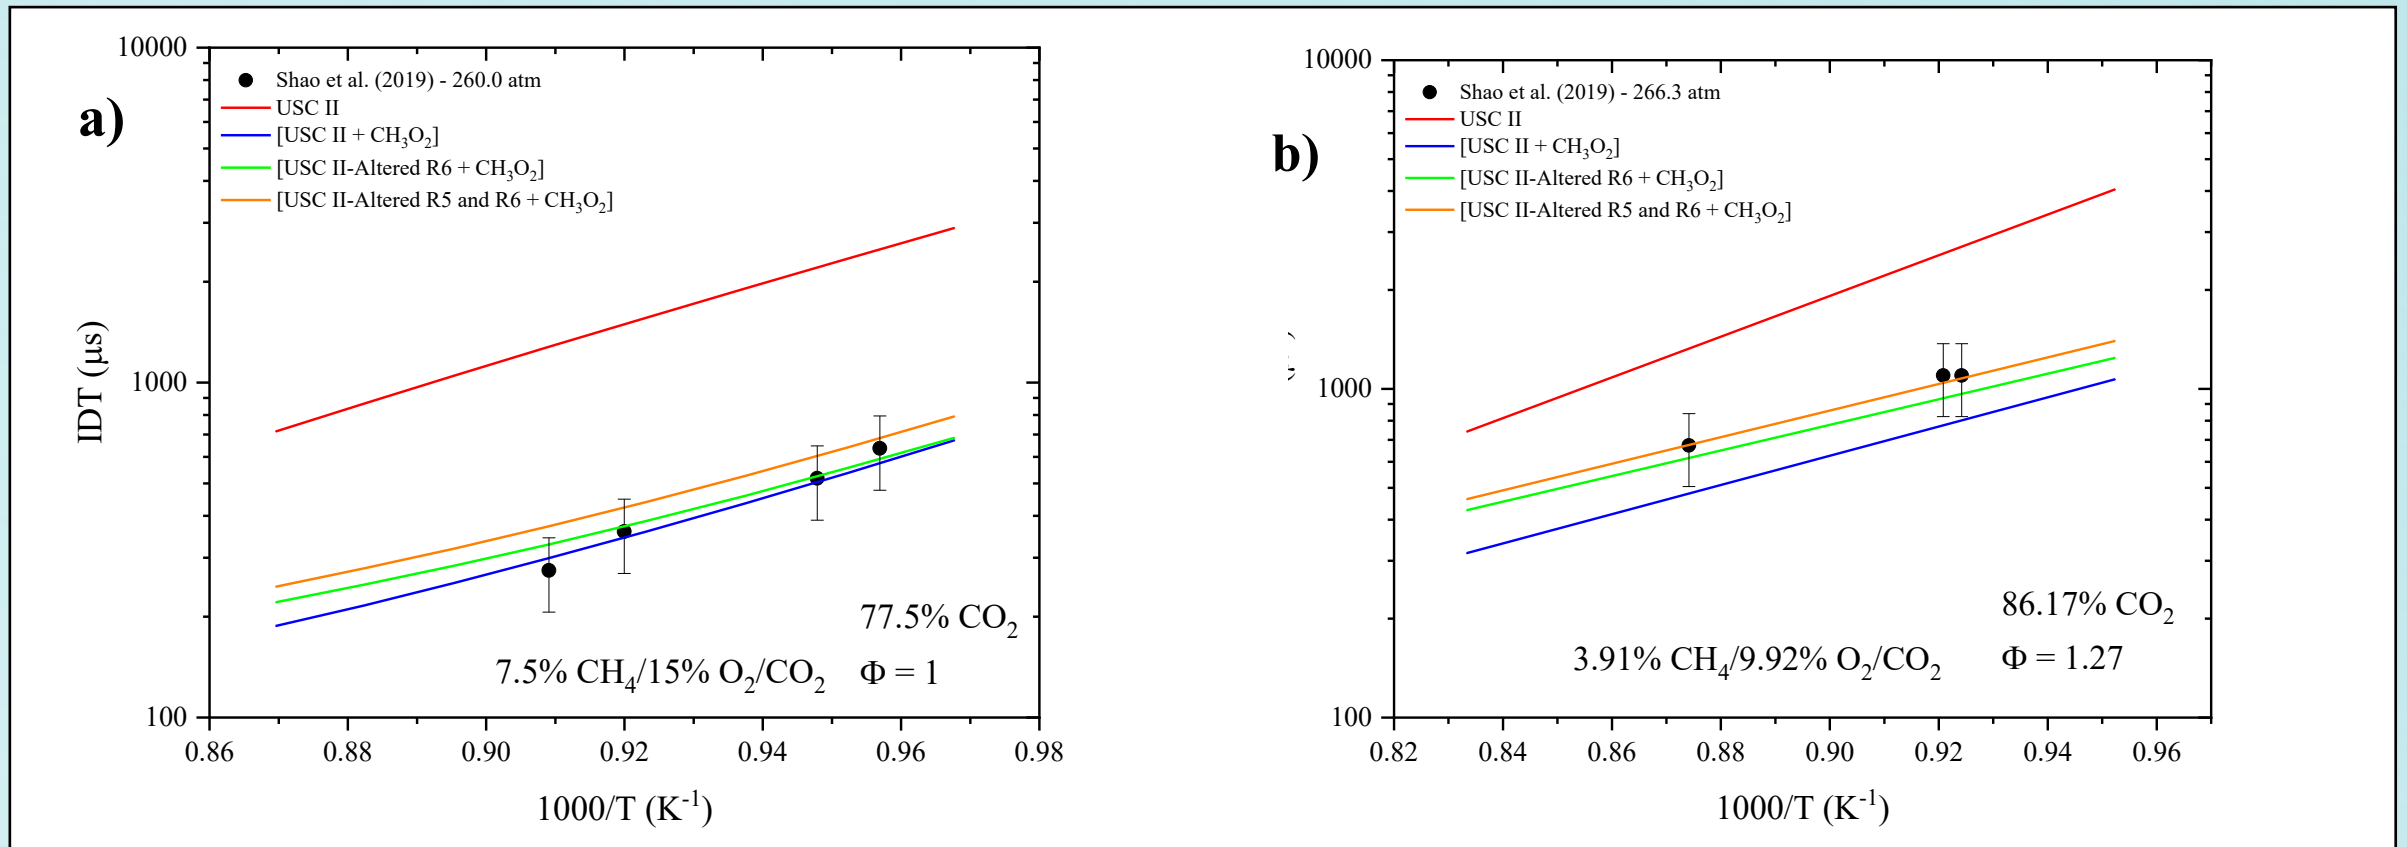 a)
10000
1000
100
IDT (μs)
Shao et al. (2019) - 260.0 atm
USC II
[USC II + CH₃O₂]
[USC II-Altered R6 + CH₃O₂]
[USC II-Altered R5 and R6 + CH₃O₂]
77.5% CO₂
7.5% CH₄/15% O₂/CO₂ Φ = 1
0.86 0.88 0.90 0.92 0.94 0.96 0.98
1000/T (K⁻¹)
b)
10000
1000
100
Shao et al. (2019) - 266.3 atm
USC II
[USC II + CH₃O₂]
[USC II-Altered R6 + CH₃O₂]
[USC II-Altered R5 and R6 + CH₃O₂]
86.17% CO₂
3.91% CH₄/9.92% O₂/CO₂ Φ = 1.27
0.82 0.84 0.86 0.88 0.90 0.92 0.94 0.96
1000/T (K⁻¹)